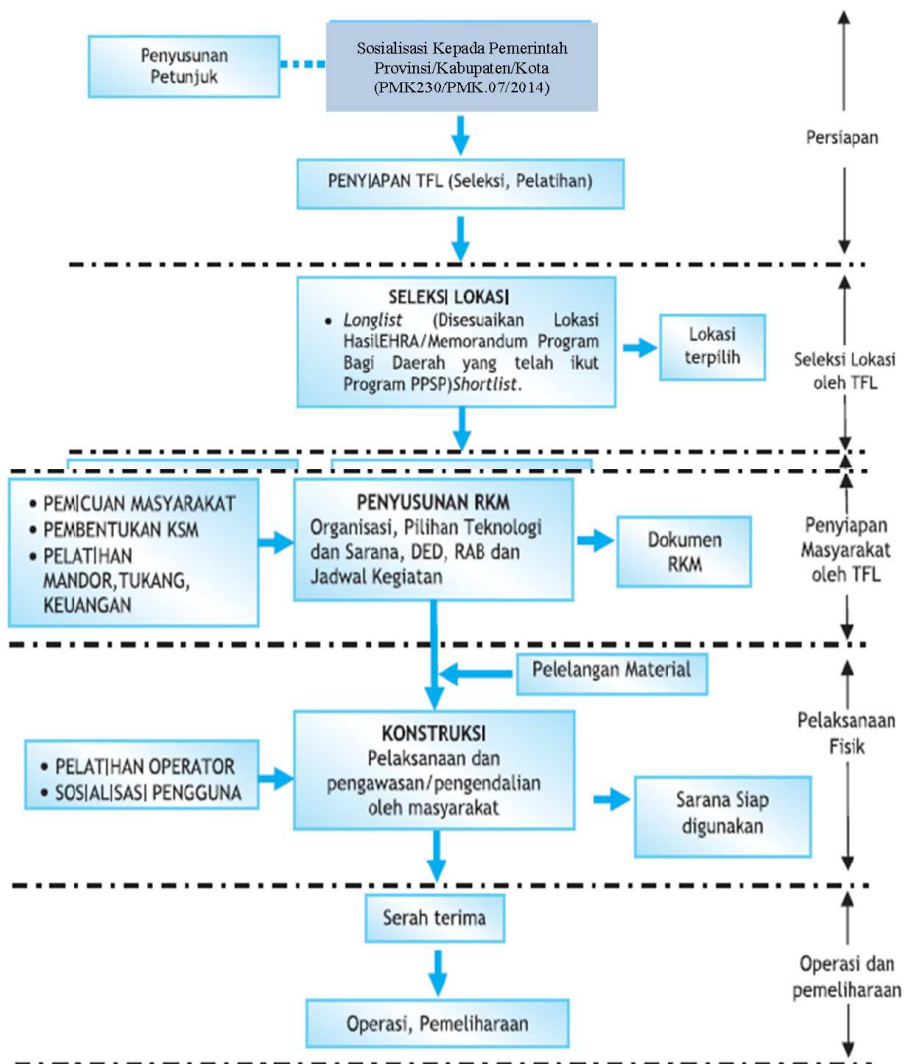 Penyusunan
Petunjuk
Sosialisasi Kepada Pemerintah
Provinsi/Kabupaten/Kota
(PMK230/PMK.07/2014)
Persiapan
PENYIAPAN TFL (Seleksi, Pelatihan)
SELEKSI LOKASI
• Longlist (Disesuaikan Lokasi
HasilEHRA/Memorandum Program
Bagi Daerah yang telah ikut
Program PPSP)Shortlist.
Lokasi
terpilih
Seleksi Lokasi
oleh TFL
• PEMICUAN MASYARAKAT
• PEMBENTUKAN KSM
• PELATIHAN
MANDOR,TUKANG,
KEUANGAN
PENYUSUNAN RKM
Organisasi, Pilihan Teknologi
dan Sarana, DED, RAB dan
Jadwal Kegiatan
Dokumen
RKM
Penyiapan
Masyarakat
oleh TFL
Pelelangan Material
KONSTRUKSI
Pelaksanaan dan
pengawasan/pengendalian
oleh masyarakat
• PELATIHAN OPERATOR
• SOSIALISASI PENGGUNA
Sarana Siap
digunakan
Pelaksanaan
Fisik
Serah terima
Operasi, Pemeliharaan
Operasi dan
pemeliharaan